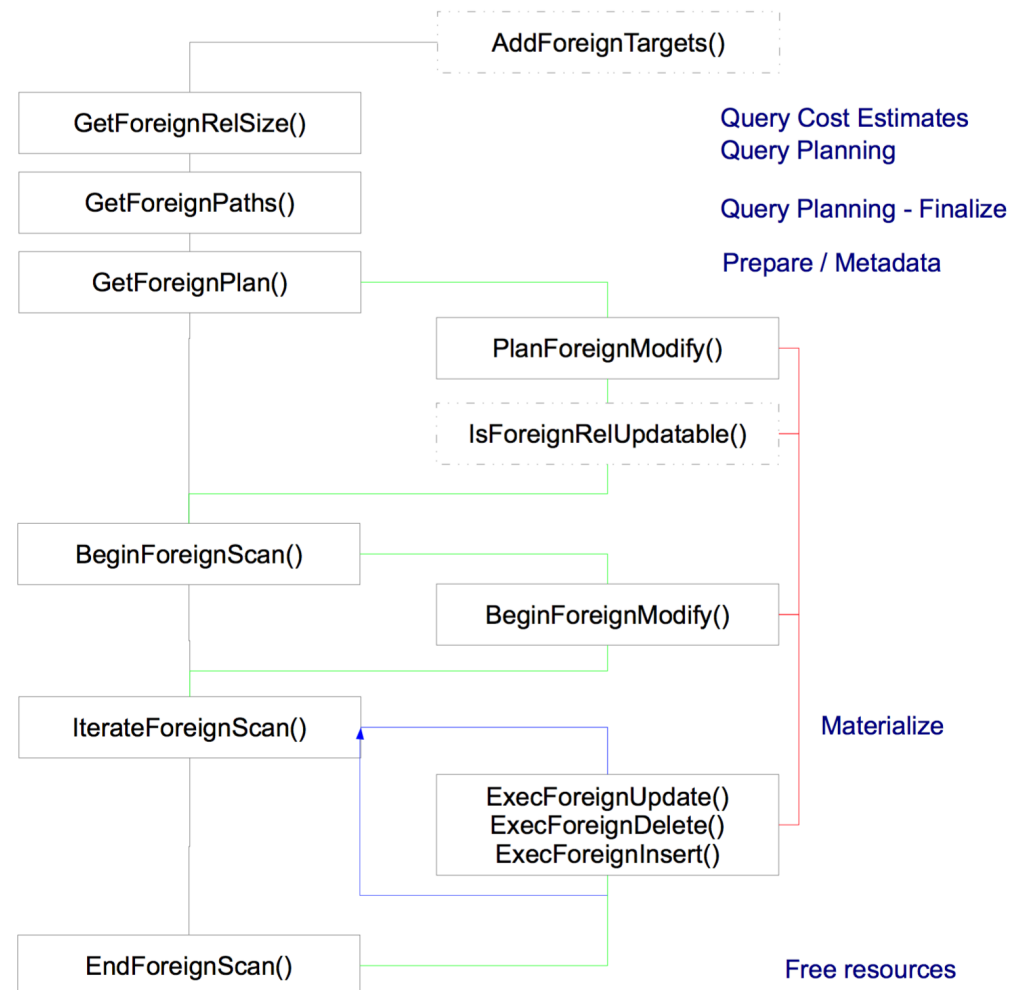 AddForeignTargets()
GetForeignRelSize()
Query Cost Estimates
Query Planning
GetForeignPaths()
Query Planning - Finalize
GetForeignPlan()
Prepare / Metadata
PlanForeignModify()
IsForeignRelUpdatable()
BeginForeignScan()
BeginForeignModify()
IterateForeignScan()
Materialize
ExecForeignUpdate()
ExecForeignDelete()
ExecForeignInsert()
EndForeignScan()
Free resources